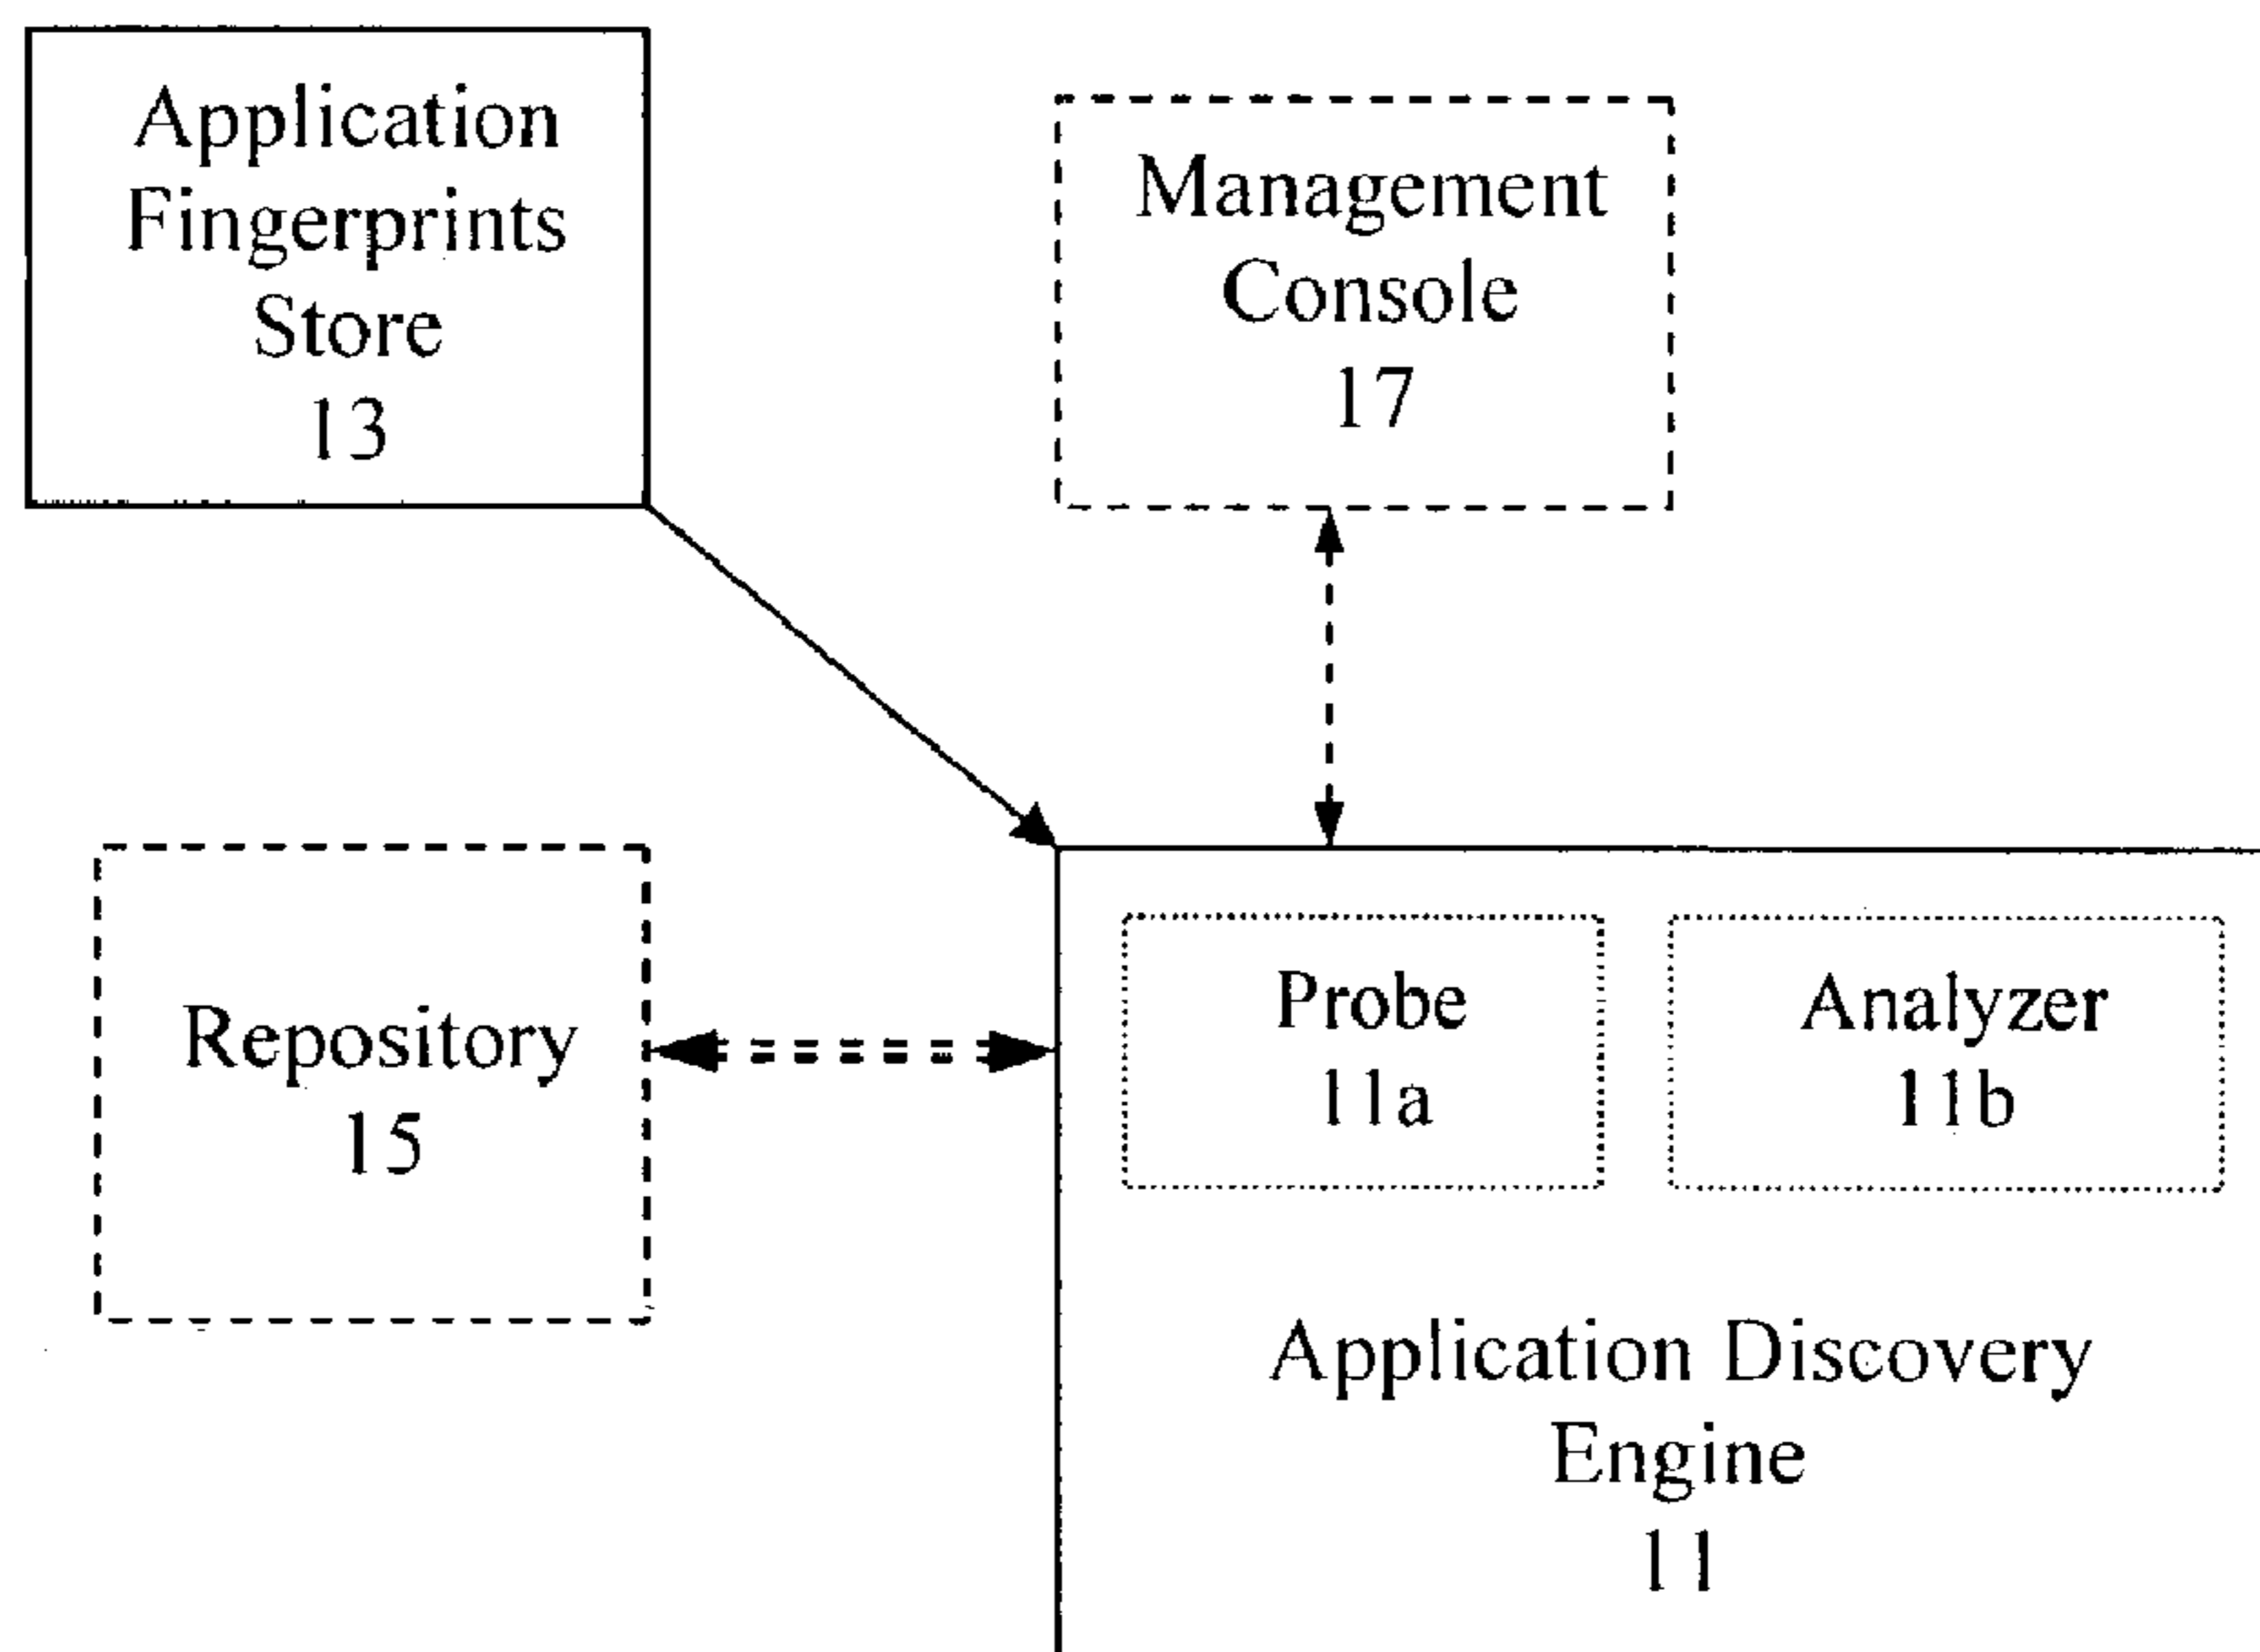 Application
Fingerprints
Store
13
Management
Console
17
Repository
15
Probe
11a
Analyzer
11b
Application Discovery
Engine
11